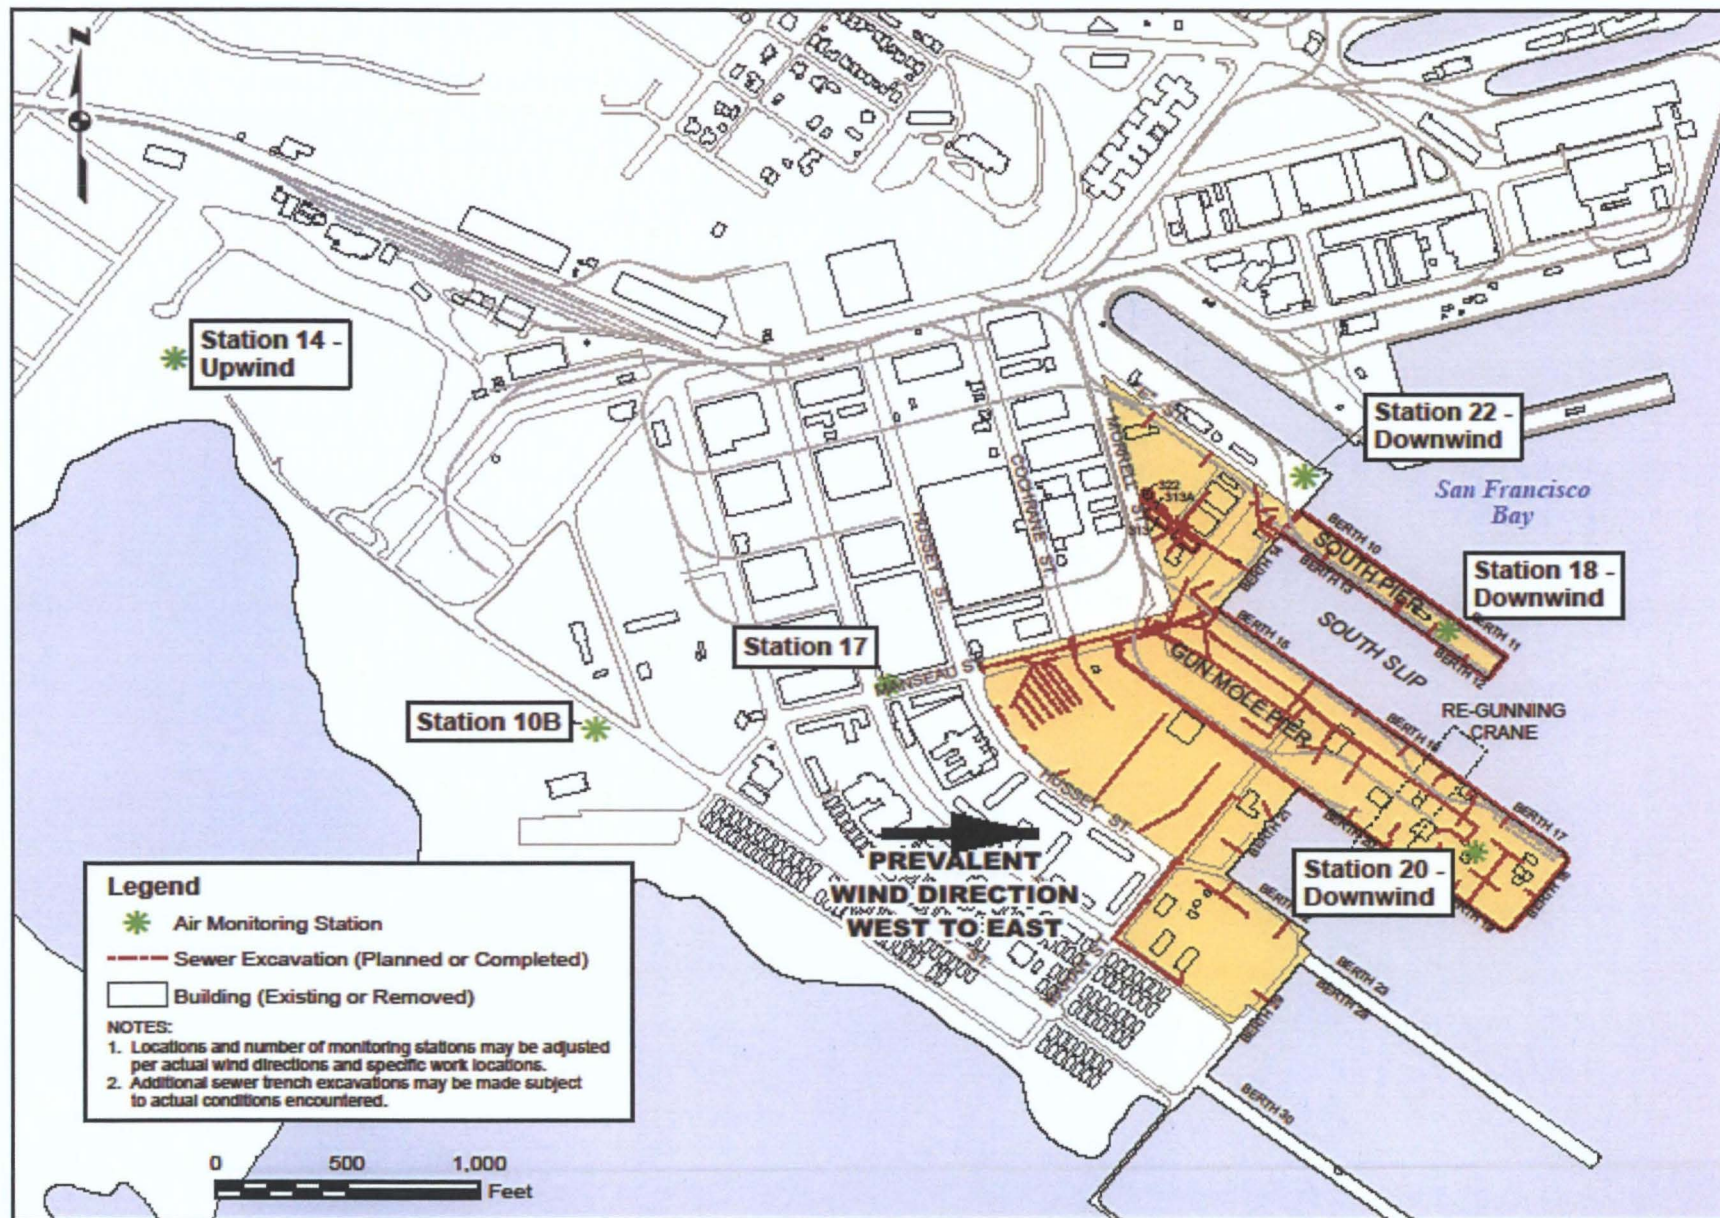 N
Station 14 -
Upwind
Station 22 -
Downwind
San Francisco
Bay
322
313A
MORRELL ST.
COCHRANE ST.
HUSSEY ST.
BERTH 10
SOUTH PIER
BERTH 13
BERTH 14
Station 18 -
Downwind
BERTH 11
BERTH 12
SOUTH SLIP
BERTH 15
Station 17
MANSEAU S
Station 10B
GUN MOLE PIER
RE-GUNNING
CRANE
BERTH 16
HUSSEY ST.
BERTH 21
BERTH 17
Station 20 -
Downwind
BERTH 19
PREVALENT
WIND DIRECTION
WEST TO EAST
ST.
BERTH 23
BERTH 30
Legend
Air Monitoring Station
Sewer Excavation (Planned or Completed)
Building (Existing or Removed)
NOTES:
1. Locations and number of monitoring stations may be adjusted
per actual wind directions and specific work locations.
2. Additional sewer trench excavations may be made subject
to actual conditions encountered.
0 500 1,000
Feet